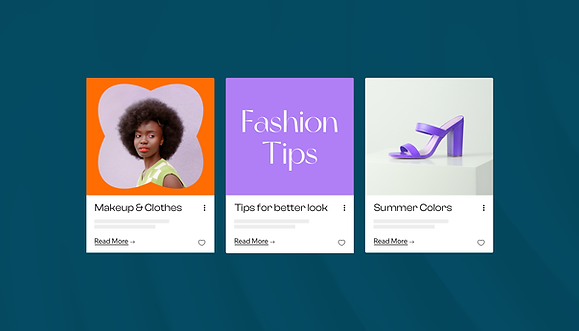 Fashion
Tips
Makeup & Clothes
Tips for better look
Summer Colors
Read More →
Read More →
Read More →